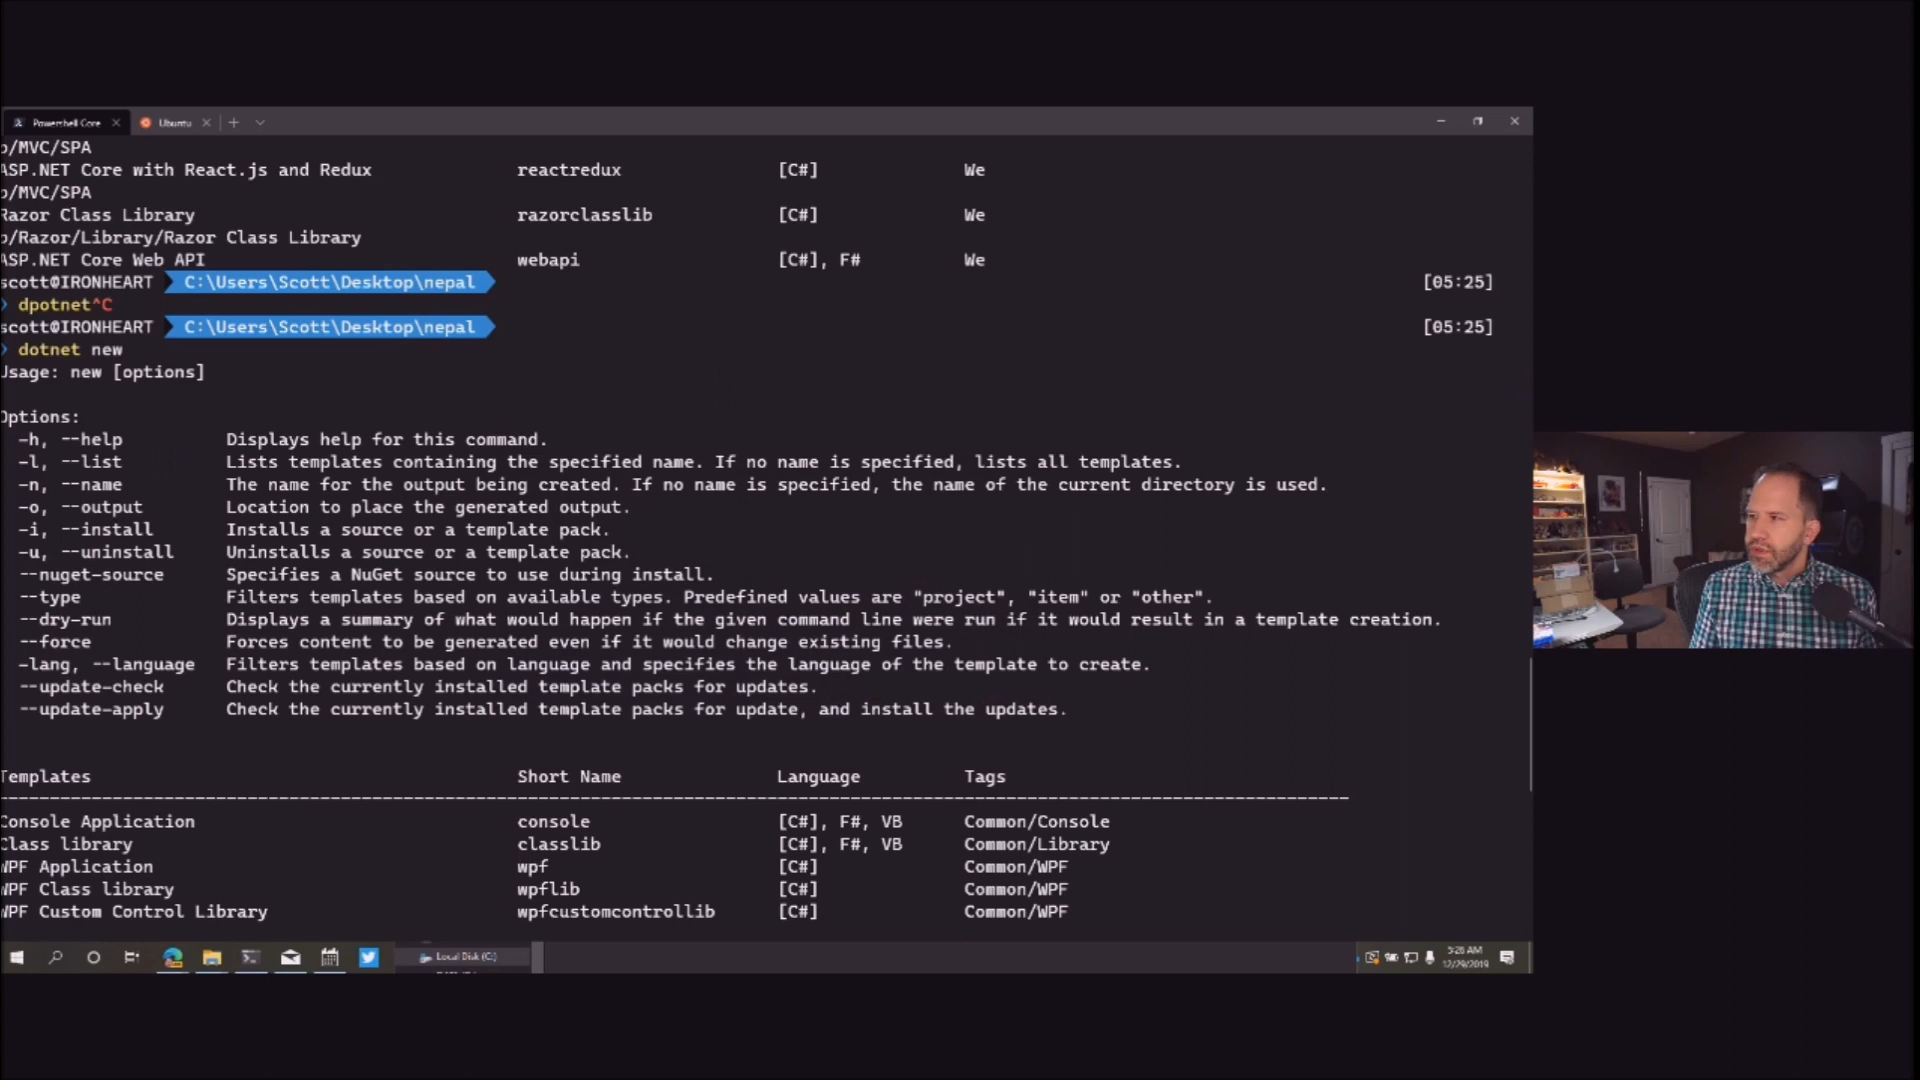 Powershell Core
Ubuntu
b/MVC/SPA
ASP.NET Core with React.js and Redux reactredux [C#] We
b/MVC/SPA
Razor Class Library razorclasslib [C#] We
b/Razor/Library/Razor Class Library
ASP.NET Core Web API webapi [C#], F# We
scott@IRONHEART C:\Users\Scott\Desktop\nepal [05:25]
❯ dpotnet^C
scott@IRONHEART C:\Users\Scott\Desktop\nepal [05:25]
❯ dotnet new
Usage: new [options]
Options:
-h, --help Displays help for this command.
-l, --list Lists templates containing the specified name. If no name is specified, lists all templates.
-n, --name The name for the output being created. If no name is specified, the name of the current directory is used.
-o, --output Location to place the generated output.
-i, --install Installs a source or a template pack.
-u, --uninstall Uninstalls a source or a template pack.
--nuget-source Specifies a NuGet source to use during install.
--type Filters templates based on available types. Predefined values are "project", "item" or "other".
--dry-run Displays a summary of what would happen if the given command line were run if it would result in a template creation.
--force Forces content to be generated even if it would change existing files.
-lang, --language Filters templates based on language and specifies the language of the template to create.
--update-check Check the currently installed template packs for updates.
--update-apply Check the currently installed template packs for update, and install the updates.
Templates Short Name Language Tags
Console Application console [C#], F#, VB Common/Console
Class library classlib [C#], F#, VB Common/Library
WPF Application wpf [C#] Common/WPF
WPF Class library wpflib [C#] Common/WPF
WPF Custom Control Library wpfcustomcontrollib [C#] Common/WPF
Local Disk (C:)
5:26 AM
12/29/2019